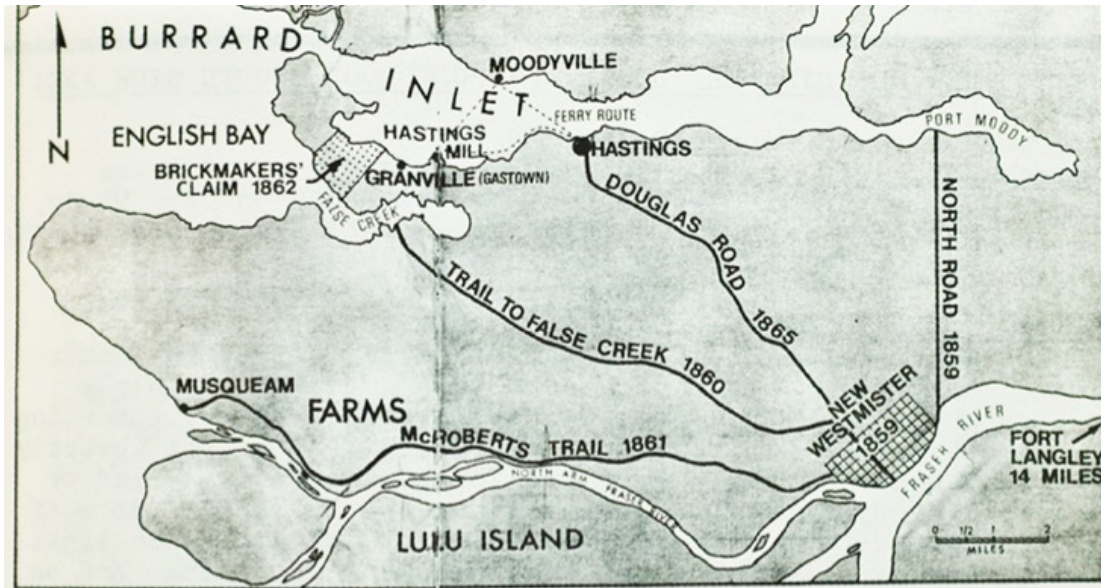 BURRARD
INLET
MOODYVILLE
FERRY ROUTE
PORT MOODY
N
ENGLISH BAY
HASTINGS
MILL
HASTINGS
BRICKMAKERS'
CLAIM 1862
GRANVILLE (GASTOWN)
FALSE CREEK
DOUGLAS ROAD 1865
NORTH ROAD 1859
TRAIL TO FALSE CREEK 1860
MUSQUEAM
FARMS
McROBERTS TRAIL 1861
NEW
WESTMISTER
1859
FRASER RIVER
FORT
LANGLEY
14 MILES
NORTH ARM FRASER RIVER
LULU ISLAND
0 1/2 1 2
MILES